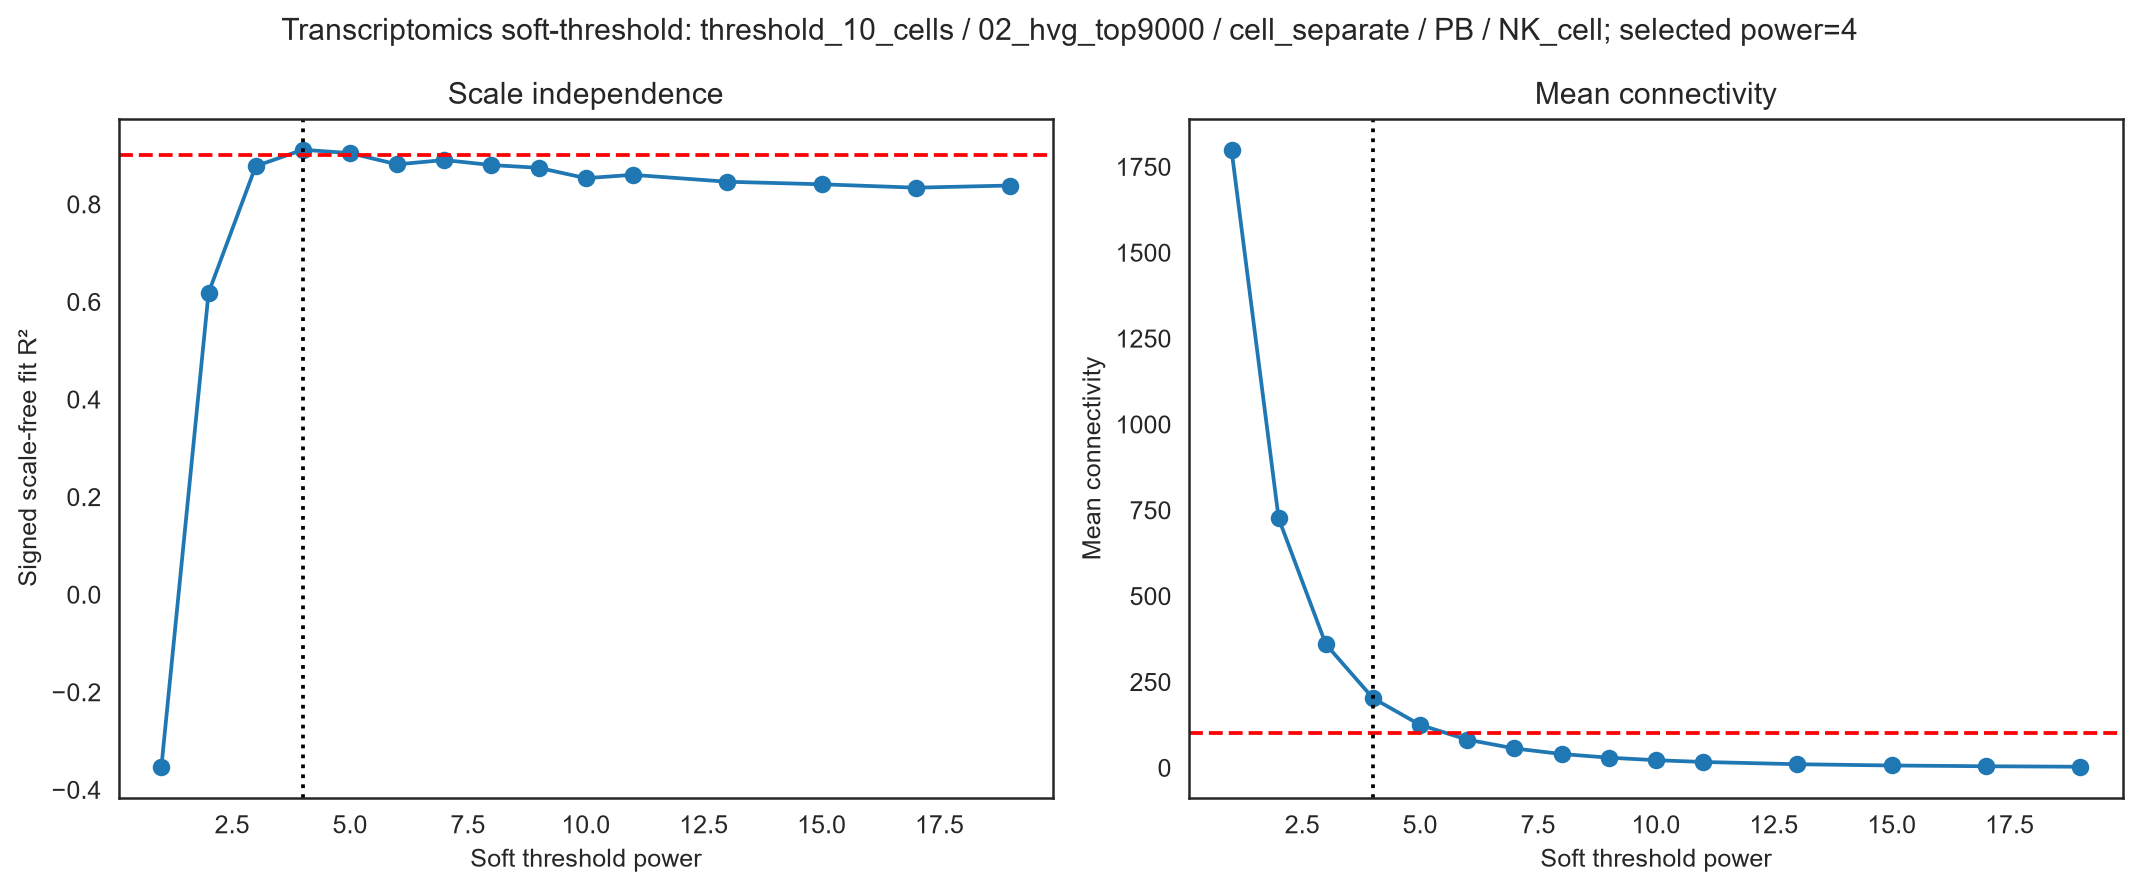 Transcriptomics soft-threshold: threshold_10_cells / 02_hvg_top9000 / cell_separate / PB / NK_cell; selected power=4
Scale independence
Signed scale-free fit R²
0.8
0.6
0.4
0.2
0.0
−0.2
−0.4
2.5 5.0 7.5 10.0 12.5 15.0 17.5
Soft threshold power
Mean connectivity
Mean connectivity
1750
1500
1250
1000
750
500
250
0
2.5 5.0 7.5 10.0 12.5 15.0 17.5
Soft threshold power